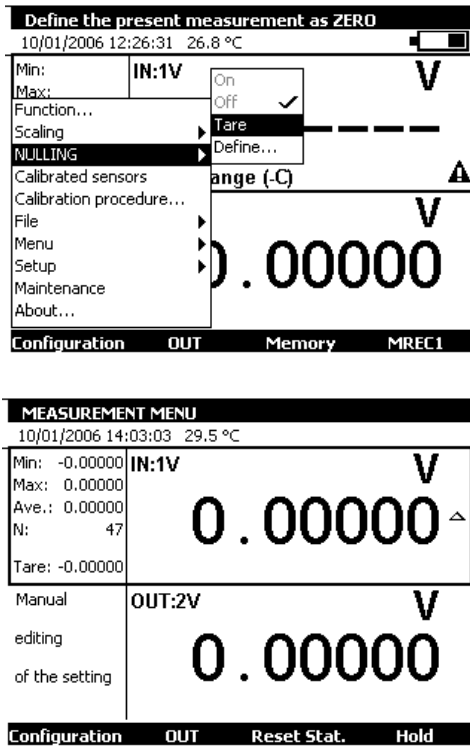 Define the present measurement as ZERO
10/01/2006 12:26:31 26.8 °C
Min:
IN:1V
V
Max:
On
Off ✓
Tare
Define...
Function...
Scaling
NULLING
Calibrated sensors
Calibration procedure...
File
Menu
Setup
Maintenance
About...
ange (-C)
V
0.00000
Configuration OUT Memory MREC1
MEASUREMENT MENU
10/01/2006 14:03:03 29.5 °C
Min: -0.00000
Max: 0.00000
Ave.: 0.00000
N: 47
Tare: -0.00000
IN:1V
V
0.00000
Manual
editing
of the setting
OUT:2V
V
0.00000
Configuration OUT Reset Stat. Hold